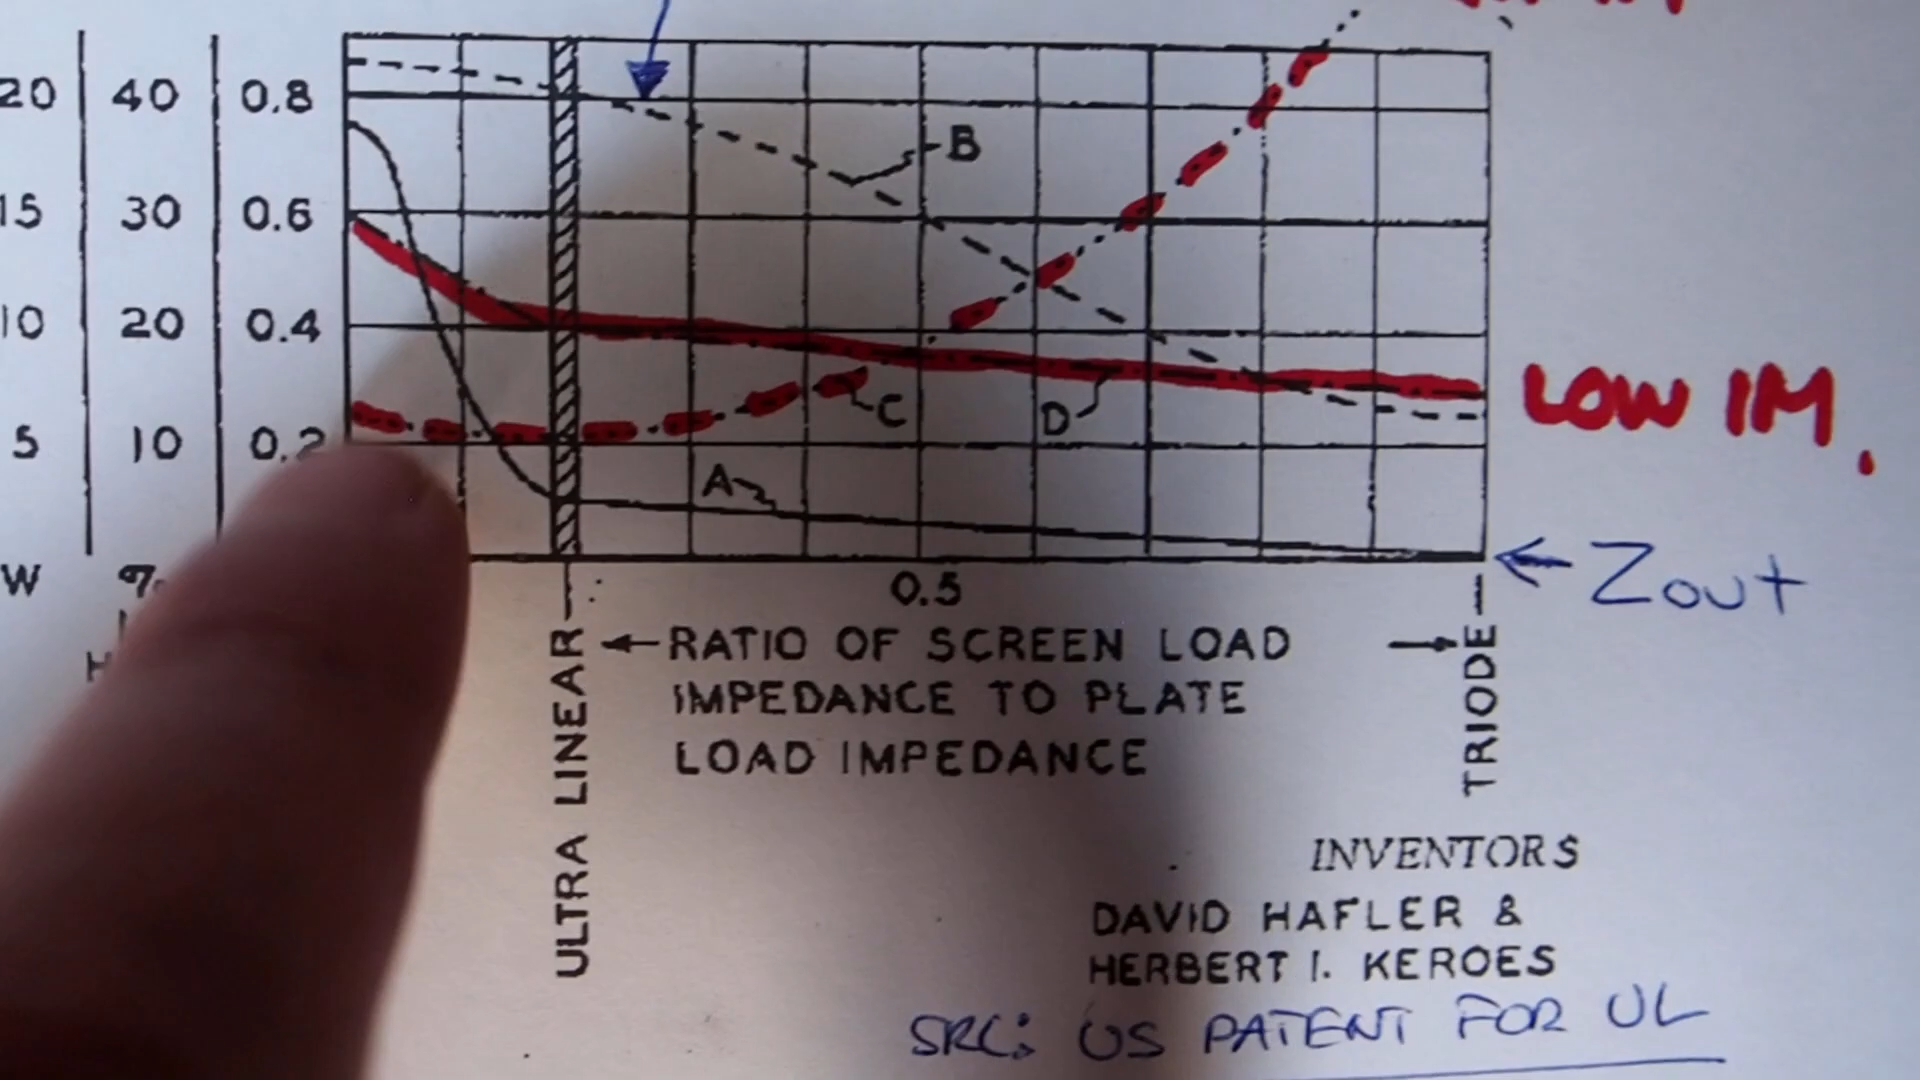 20 40 0.8
B
15 30 0.6
10 20 0.4
LOW IM.
C
D
5 10 0.2
A
W %
0.5
← Zout
ULTRA LINEAR
← RATIO OF SCREEN LOAD →
IMPEDANCE TO PLATE
LOAD IMPEDANCE
TRIODE
INVENTORS
DAVID HAFLER &
HERBERT I. KEROES
SRC: US PATENT FOR UL